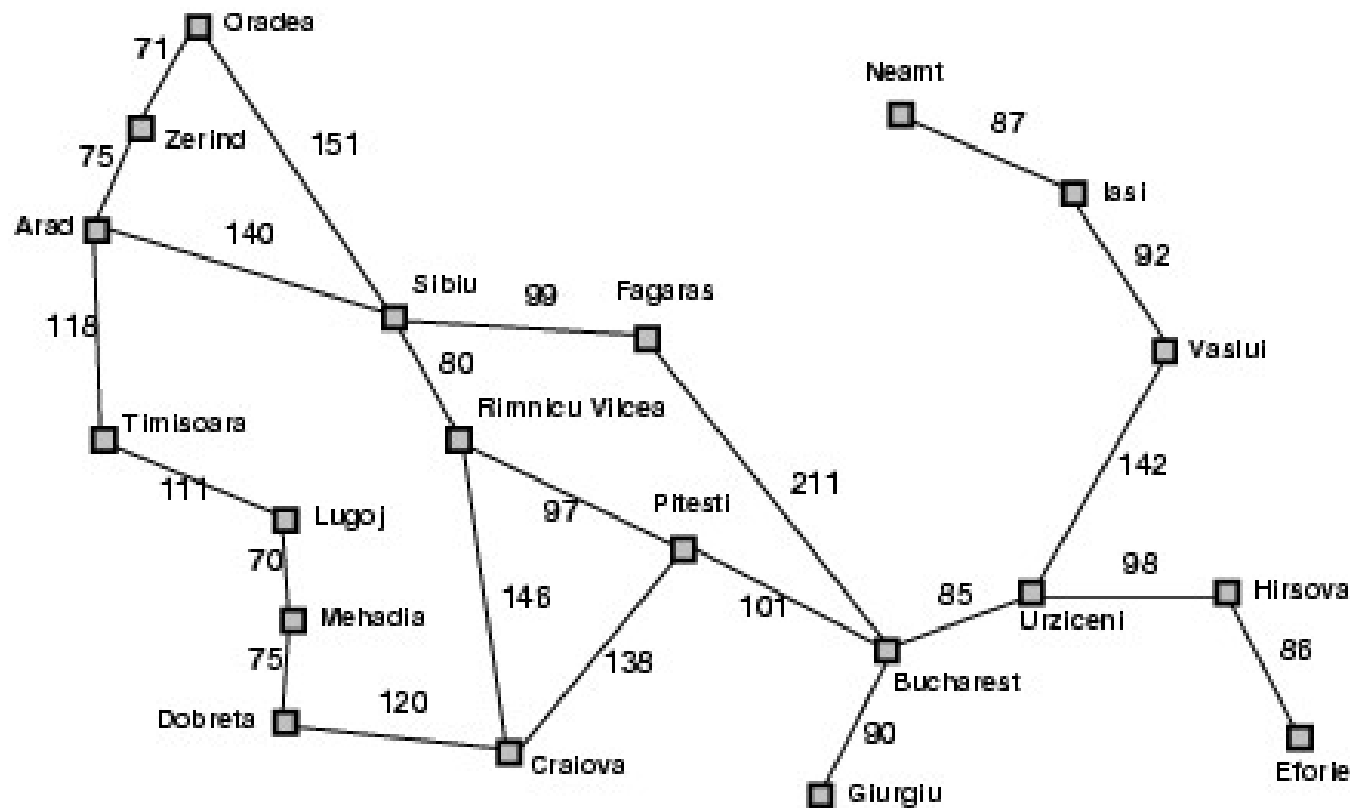 Oradea
71
Neamt
87
Zerind
151
75
Iasi
Arad
140
92
Sibiu
99
Fagaras
118
80
Vaslui
Timisoara
Rimnicu Vilcea
142
111
211
Lugoj
97
Pitesti
70
98
Hirsova
146
101
85
Urziceni
Mehadia
86
75
138
Bucharest
120
Dobreta
90
Craiova
Eforie
Giurgiu